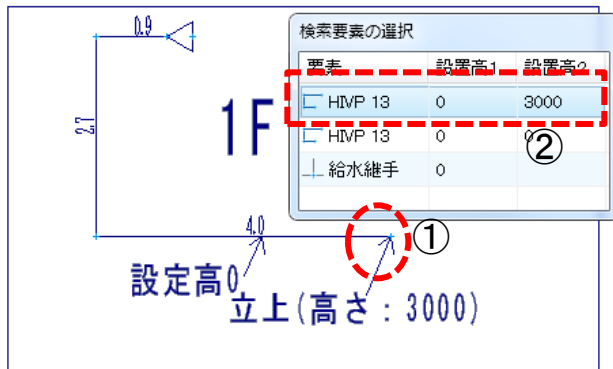 0.9
検索要素の選択
要素 設置高1 設置高2
HIVP 13 0 3000
2.7
1F
HIVP 13 0 0
②
給水継手 0
4.0
①
設定高0
立上(高さ：3000)